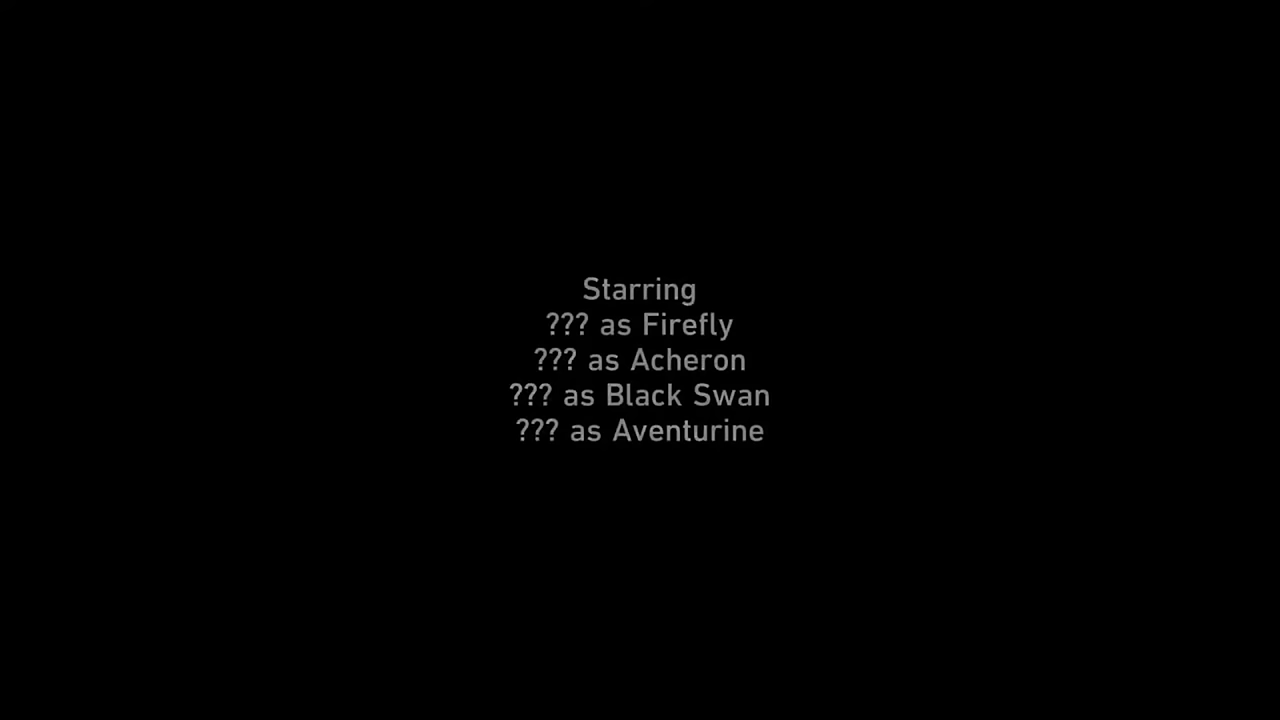 Starring
??? as Firefly
??? as Acheron
??? as Black Swan
??? as Aventurine